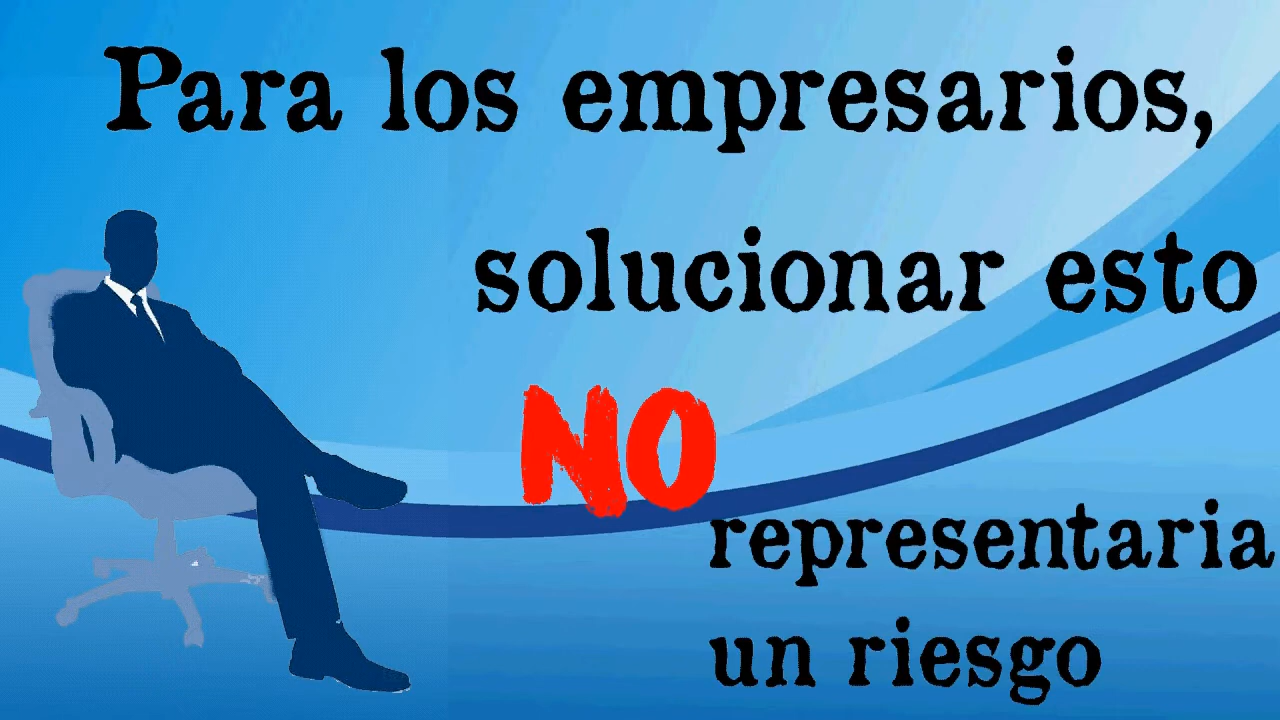 Para los empresarios,
solucionar esto
NO
representaria
un riesgo